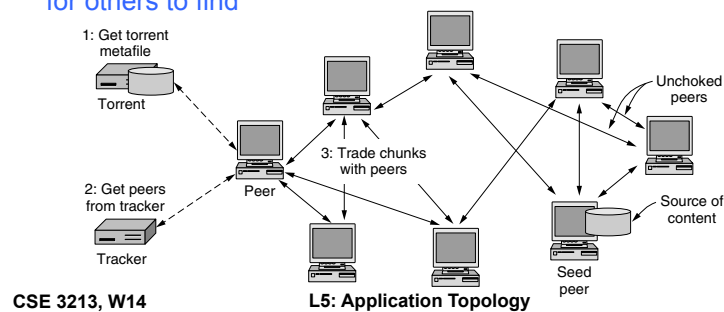 for others to find
1: Get torrent
metafile
Torrent
Unchoked
peers
3: Trade chunks
with peers
2: Get peers
from tracker
Peer
Source of
content
Tracker
Seed
peer
CSE 3213, W14
L5: Application Topology